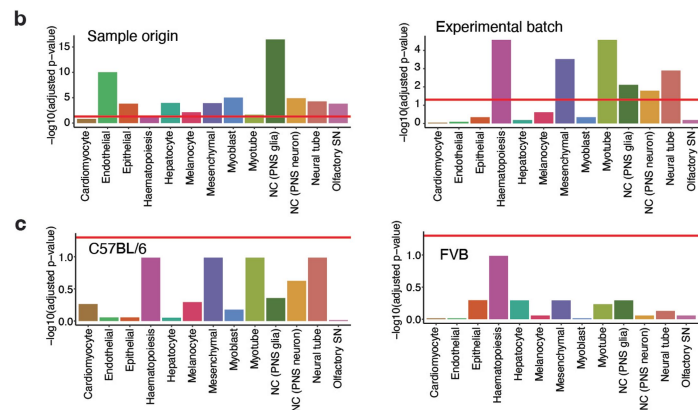 b
Sample origin
−log10(adjusted p-value)
15
10
5
0
Cardiomyocyte
Endothelial
Epithelial
Haematopoiesis
Hepatocyte
Melanocyte
Mesenchymal
Myoblast
Myotube
NC (PNS glia)
NC (PNS neuron)
Neural tube
Olfactory SN
Experimental batch
−log10(adjusted p-value)
4
3
2
1
0
Cardiomyocyte
Endothelial
Epithelial
Haematopoiesis
Hepatocyte
Melanocyte
Mesenchymal
Myoblast
Myotube
NC (PNS glia)
NC (PNS neuron)
Neural tube
Olfactory SN
c
C57BL/6
−log10(adjusted p-value)
1.0
0.5
0.0
Cardiomyocyte
Endothelial
Epithelial
Haematopoiesis
Hepatocyte
Melanocyte
Mesenchymal
Myoblast
Myotube
NC (PNS glia)
NC (PNS neuron)
Neural tube
Olfactory SN
FVB
−log10(adjusted p-value)
1.0
0.5
0.0
Cardiomyocyte
Endothelial
Epithelial
Haematopoiesis
Hepatocyte
Melanocyte
Mesenchymal
Myoblast
Myotube
NC (PNS glia)
NC (PNS neuron)
Neural tube
Olfactory SN